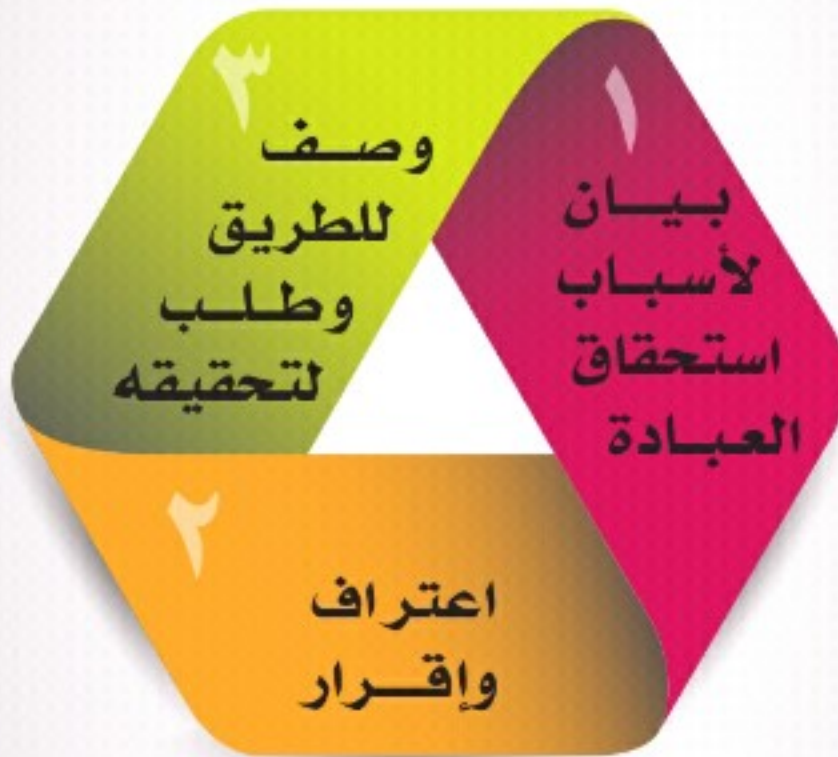 ١
بيان
لأسباب
استحقاق
العبادة
٢
اعتراف
وإقرار
٣
وصف
للطريق
وطلب
لتحقيقه